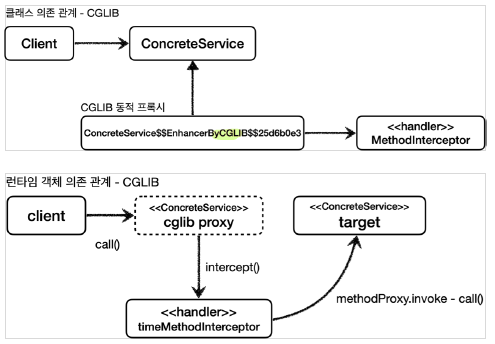 클래스 의존 관계 - CGLIB
Client
ConcreteService
CGLIB 동적 프록시
ConcreteService$$EnhancerByCGLIB$$25d6b0e3
<<handler>>
MethodInterceptor
런타임 객체 의존 관계 - CGLIB
client
<<ConcreteService>>
cglib proxy
<<ConcreteService>>
target
call()
intercept()
methodProxy.invoke - call()
<<handler>>
timeMethodInterceptor